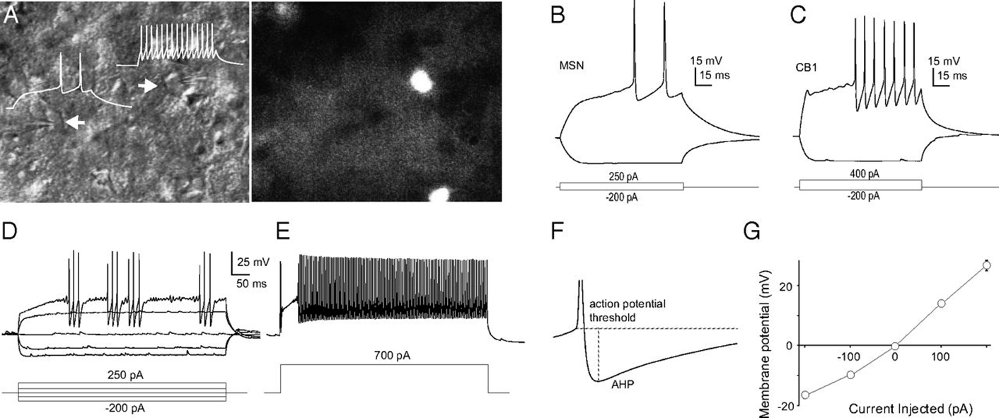 A
B
MSN
15 mV
15 ms
250 pA
-200 pA
C
CB1
15 mV
15 ms
400 pA
-200 pA
D
25 mV
50 ms
250 pA
-200 pA
E
700 pA
F
action potential
threshold
AHP
G
Membrane potential (mV)
20
0
-20
-100
0
100
Current Injected (pA)